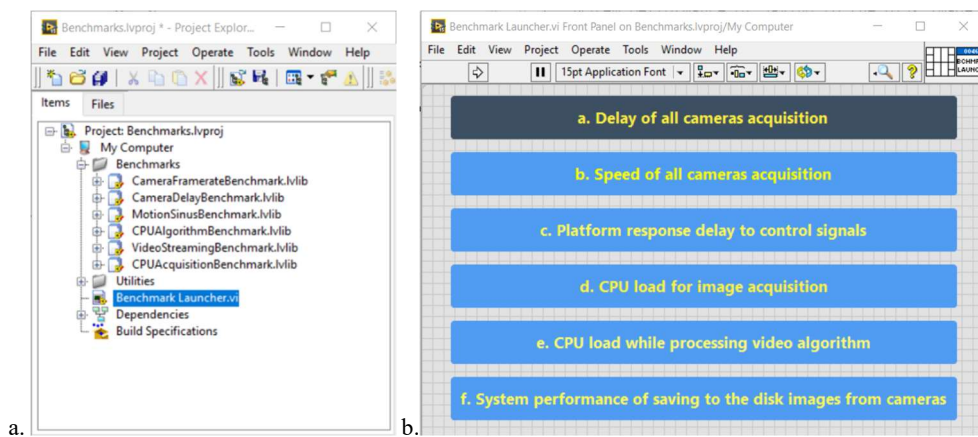 Benchmarks.lvproj * - Project Explor...
File Edit View Project Operate Tools Window Help
Items Files
Project: Benchmarks.lvproj
My Computer
Benchmarks
CameraFramerateBenchmark.lvlib
CameraDelayBenchmark.lvlib
MotionSinusBenchmark.lvlib
CPUAlgorithmBenchmark.lvlib
VideoStreamingBenchmark.lvlib
CPUAcquisitionBenchmark.lvlib
Utilities
Benchmark Launcher.vi
Dependencies
Build Specifications
a.
Benchmark Launcher.vi Front Panel on Benchmarks.lvproj/My Computer
File Edit View Project Operate Tools Window Help
15pt Application Font
a. Delay of all cameras acquisition
b. Speed of all cameras acquisition
c. Platform response delay to control signals
d. CPU load for image acquisition
e. CPU load while processing video algorithm
f. System performance of saving to the disk images from cameras
b.